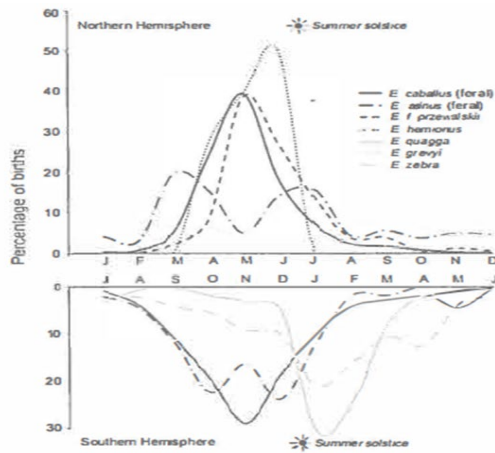 60
Northern Hemisphere
Summer solstice
50
E caballus (feral)
E asinus (feral)
E f przewalskii
E hemionus
E quagga
E grevyi
E zebra
40
30
20
10
0
Percentage of births
J F M A M J J A S O N D
J A S O N D J F M A M J
0
10
20
30
Southern Hemisphere
Summer solstice